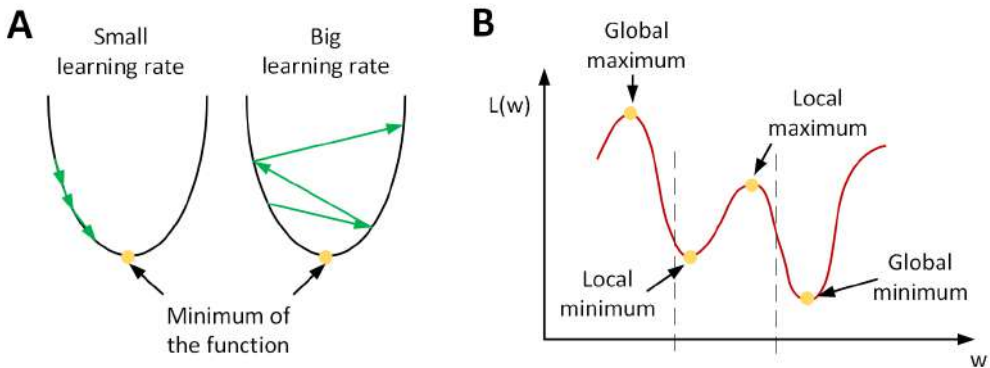 A
Small
learning rate
Big
learning rate
Minimum of
the function
B
Global
maximum
L(w)
Local
maximum
Local
minimum
Global
minimum
w